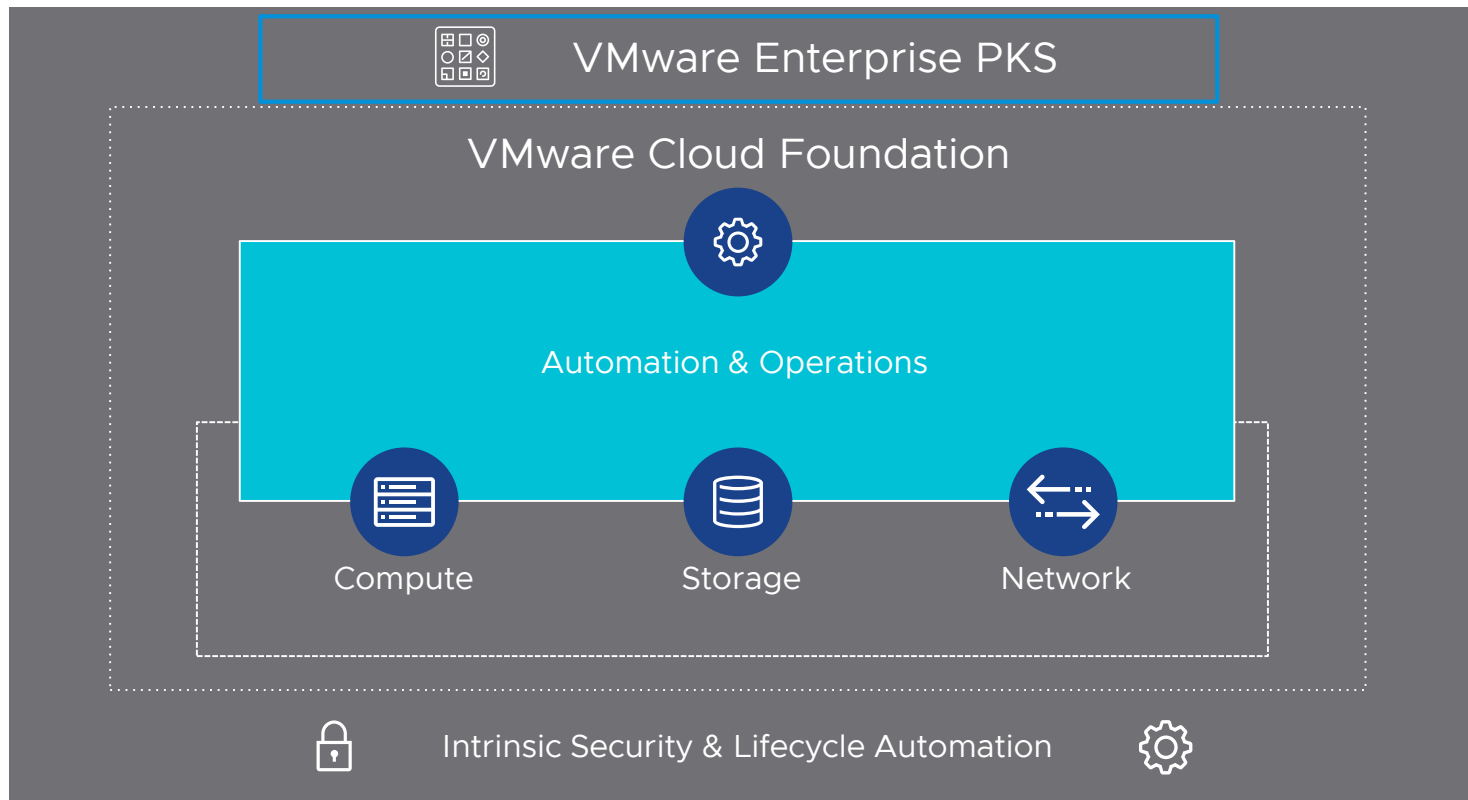 VMware Enterprise PKS
VMware Cloud Foundation
Automation & Operations
Compute
Storage
Network
Intrinsic Security & Lifecycle Automation